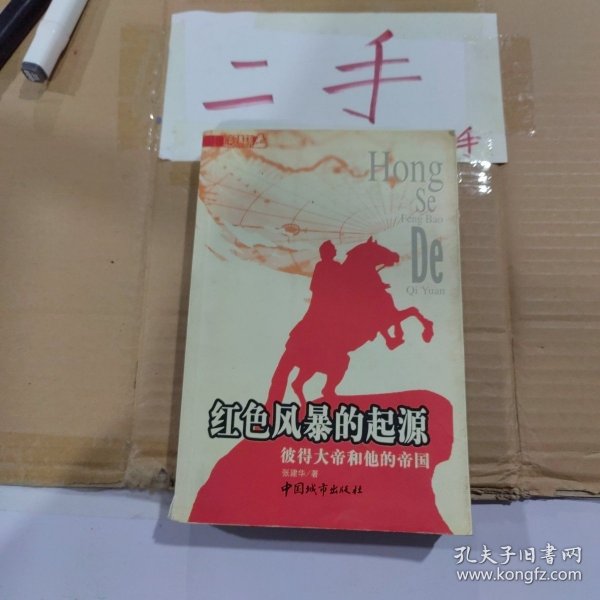 二手
手
Hong
Se
Feng Bao
De
Qi Yuan
红色风暴的起源
彼得大帝和他的帝国
张建华/著
中国城市出版社
孔夫子旧书网
www.kongfz.com